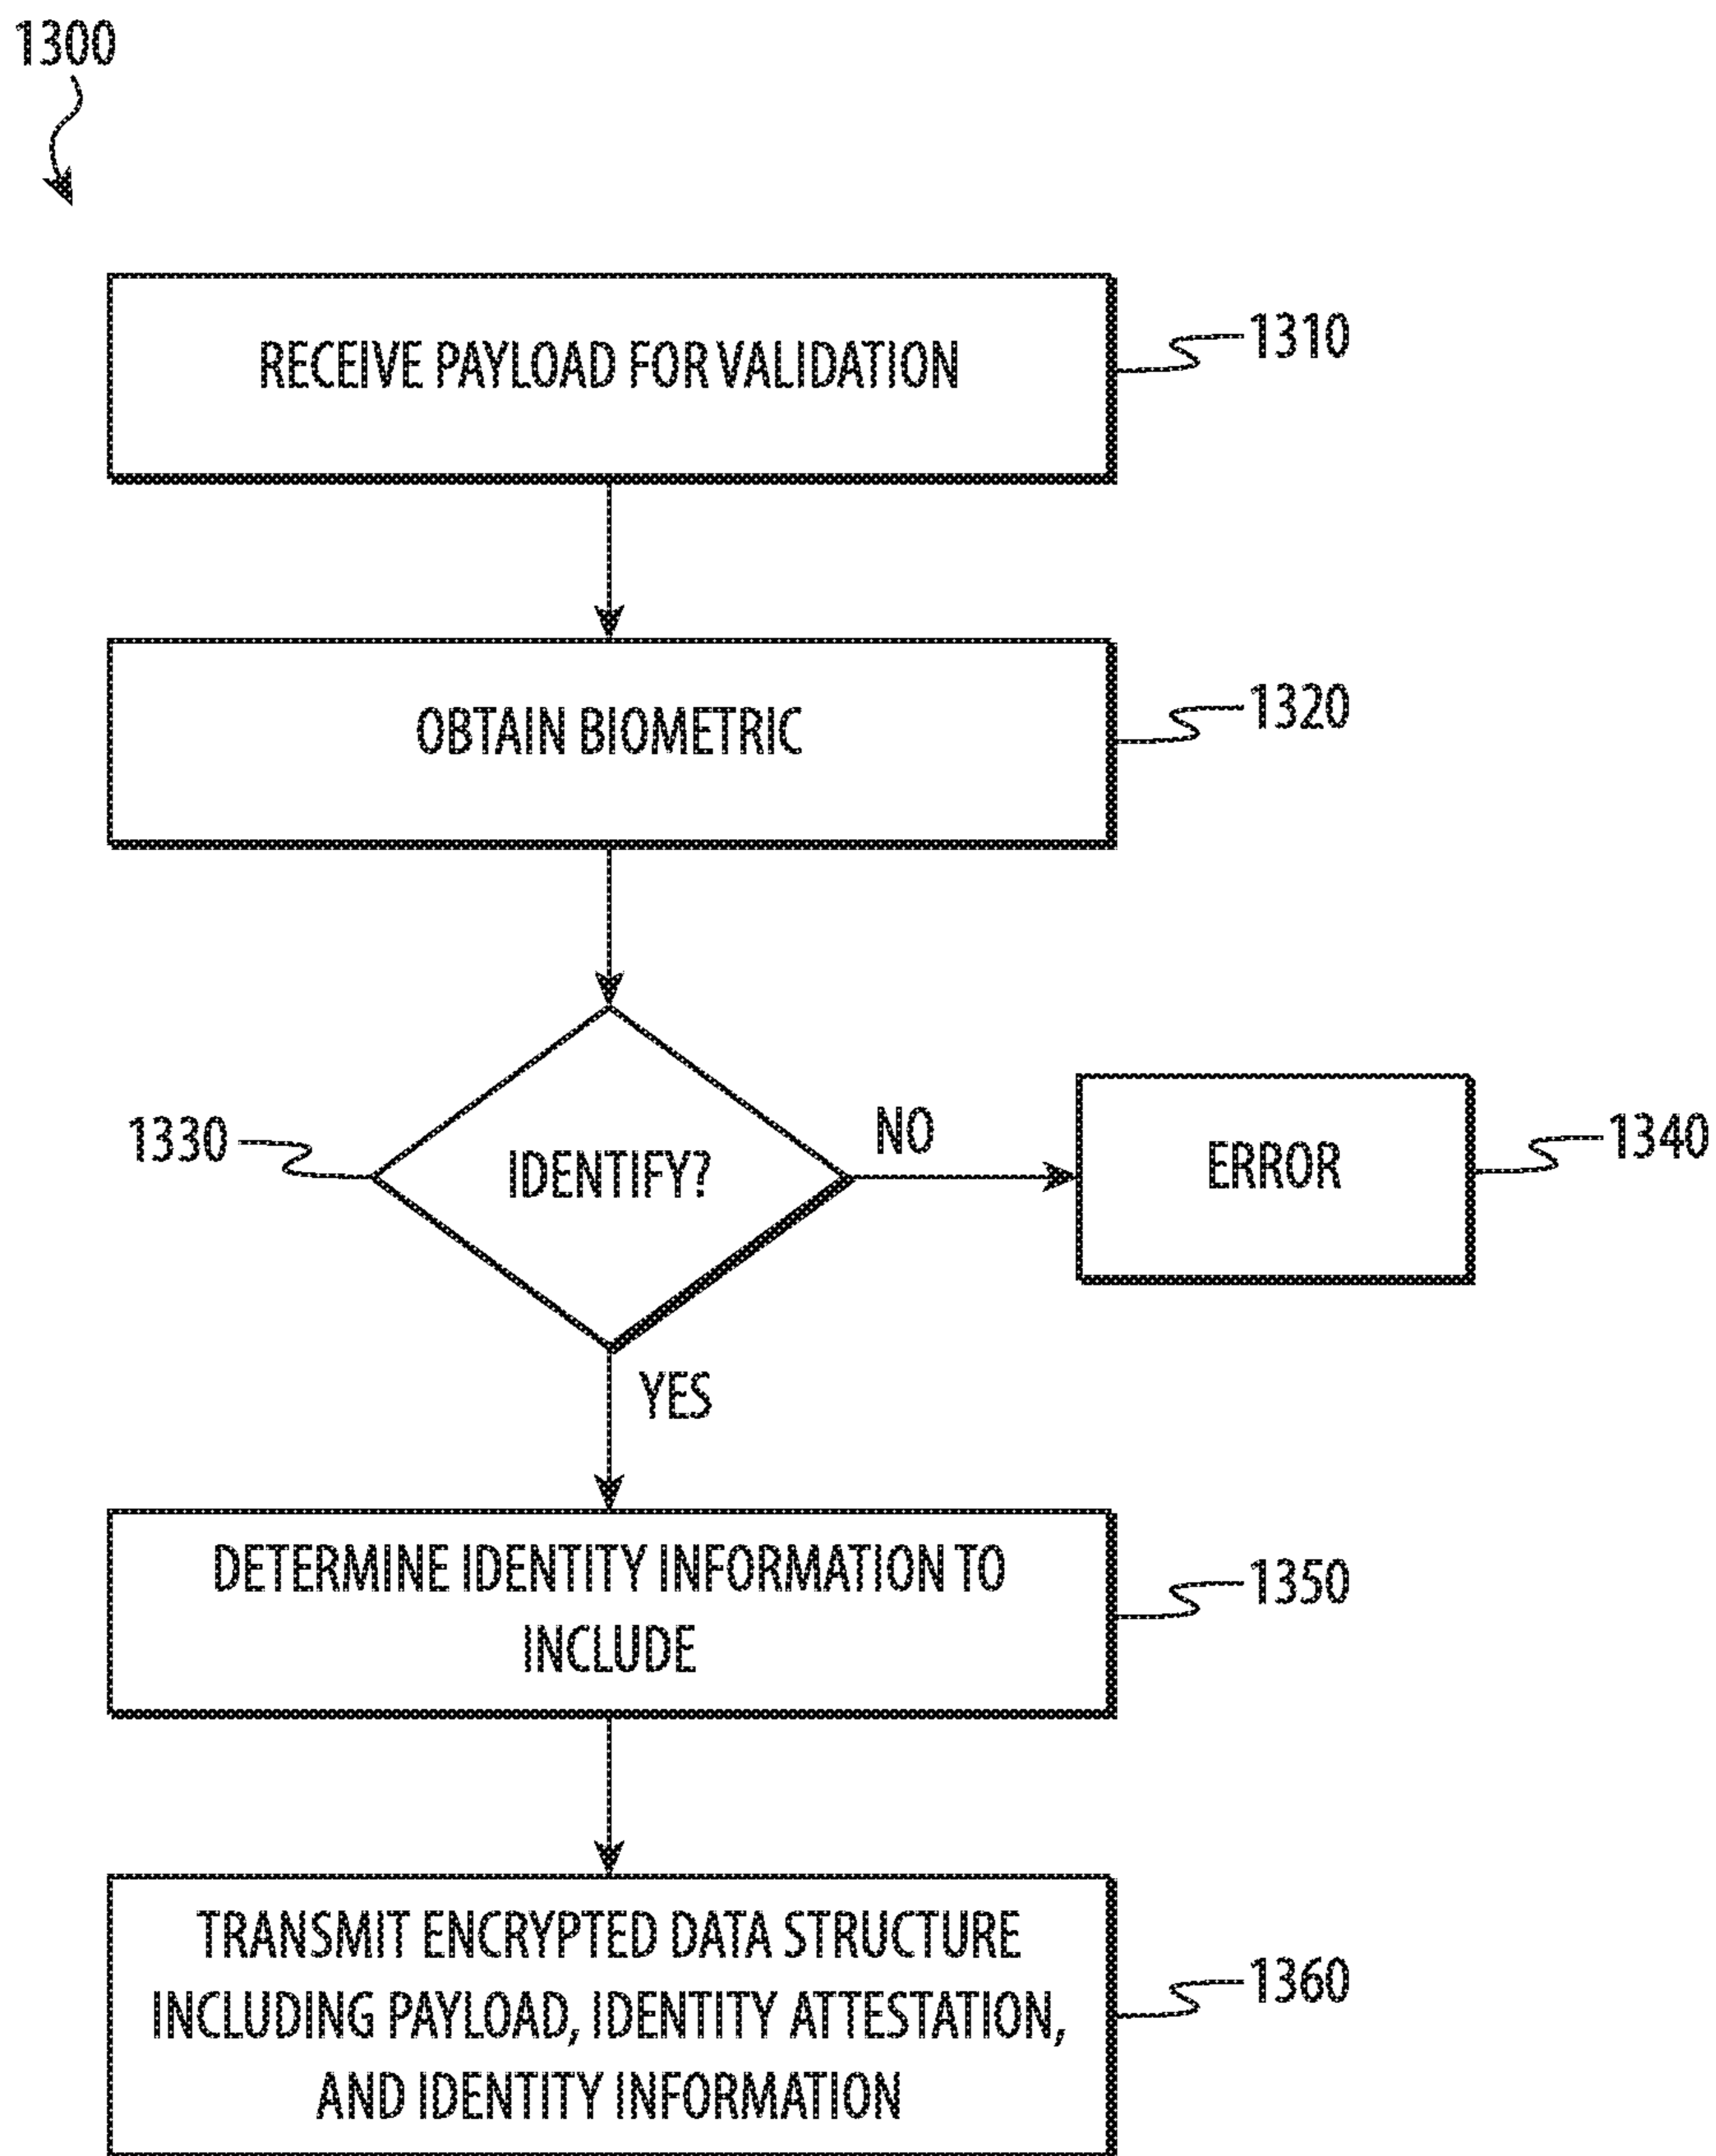 1300
RECEIVE PAYLOAD FOR VALIDATION
1310
OBTAIN BIOMETRIC
1320
1330
IDENTIFY?
NO
ERROR
1340
YES
DETERMINE IDENTITY INFORMATION TO
INCLUDE
1350
TRANSMIT ENCRYPTED DATA STRUCTURE
INCLUDING PAYLOAD, IDENTITY ATTESTATION,
AND IDENTITY INFORMATION
1360